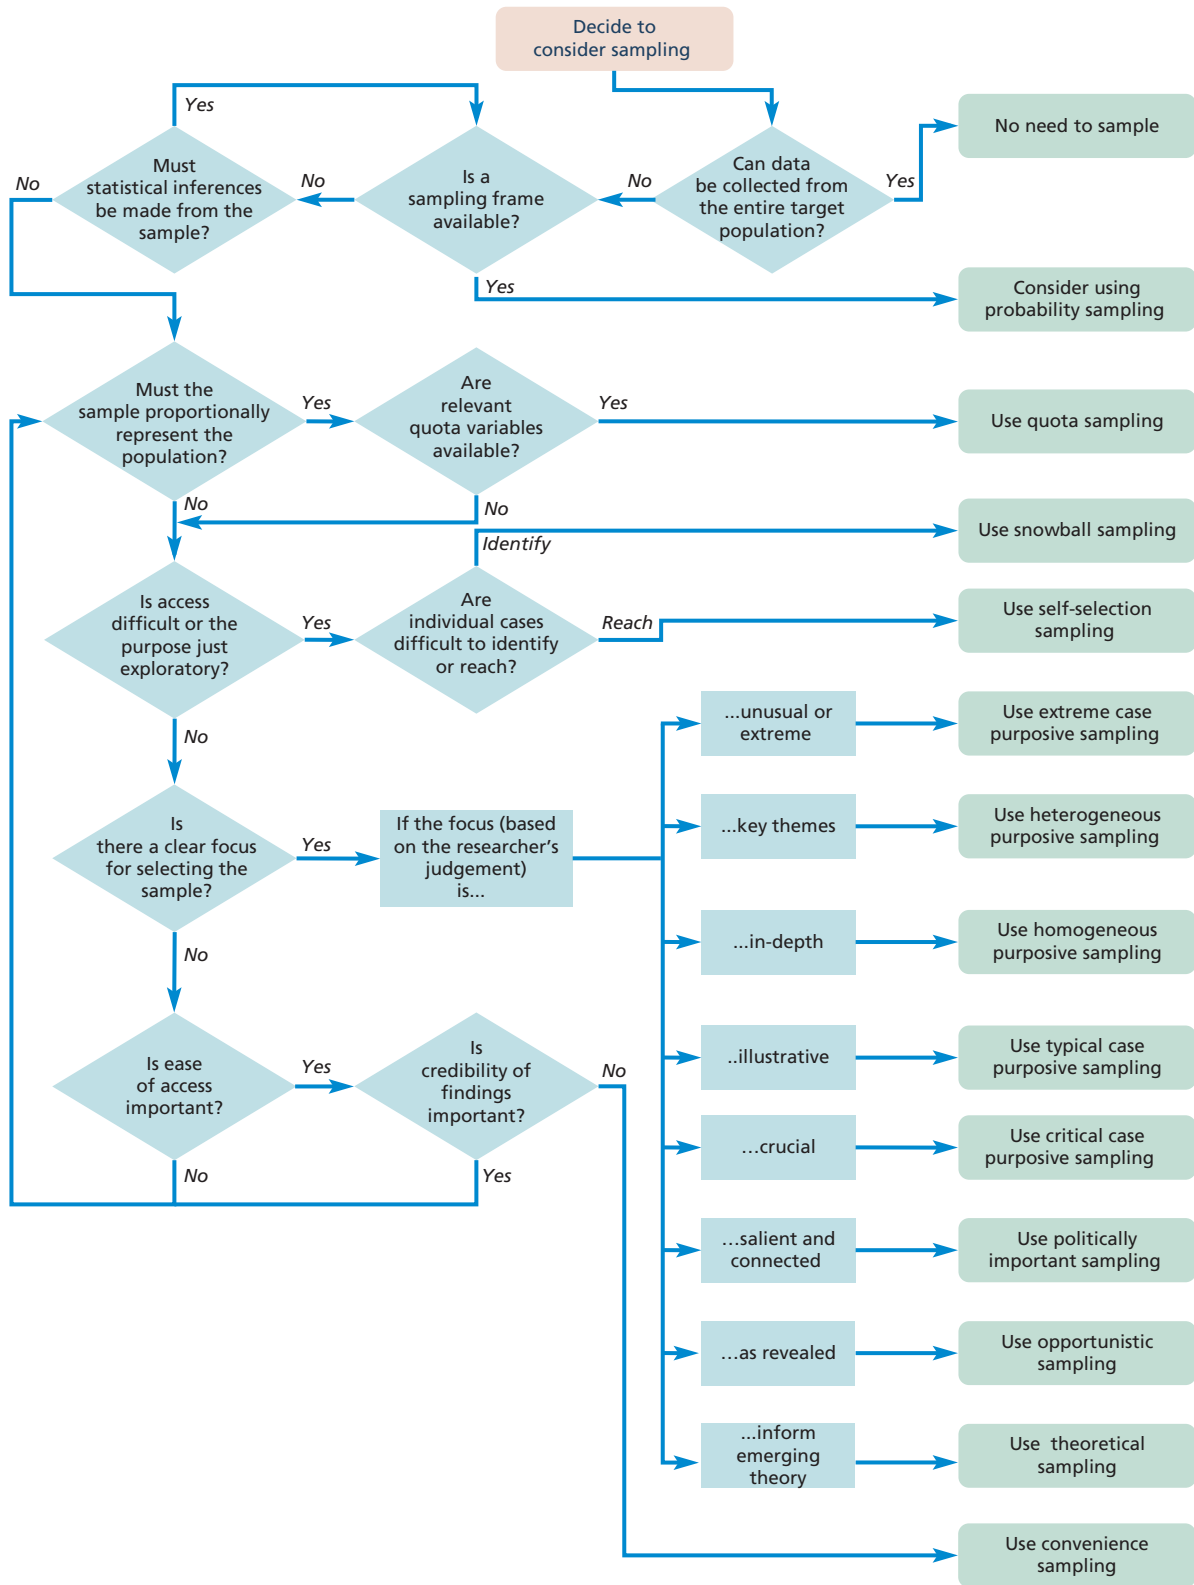 Decide to
consider sampling
Yes
No need to sample
Must
statistical inferences
be made from the
sample?
No
No
Is a
sampling frame
available?
No
Can data
be collected from
the entire target
population?
Yes
Yes
Consider using
probability sampling
Must the
sample proportionally
represent the
population?
Yes
Are
relevant
quota variables
available?
Yes
Use quota sampling
No
No
Identify
Use snowball sampling
Is access
difficult or the
purpose just
exploratory?
Yes
Are
individual cases
difficult to identify
or reach?
Reach
Use self-selection
sampling
No
...unusual or
extreme
Use extreme case
purposive sampling
Is
there a clear focus
for selecting the
sample?
Yes
If the focus (based
on the researcher's
judgement)
is...
...key themes
Use heterogeneous
purposive sampling
No
...in-depth
Use homogeneous
purposive sampling
Is ease
of access
important?
Yes
Is
credibility of
findings
important?
No
..illustrative
Use typical case
purposive sampling
No
Yes
...crucial
Use critical case
purposive sampling
...salient and
connected
Use politically
important sampling
...as revealed
Use opportunistic
sampling
...inform
emerging
theory
Use theoretical
sampling
Use convenience
sampling